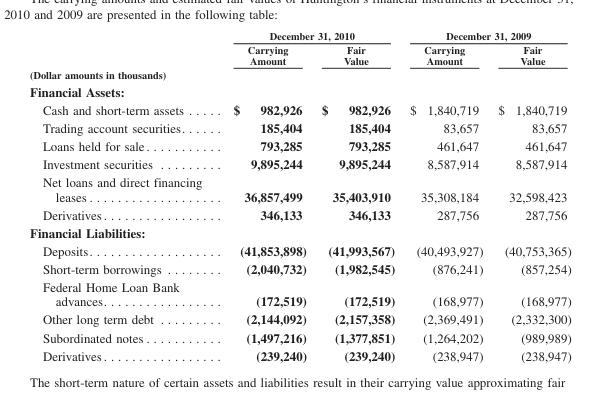 The carrying amounts and estimated fair values of Huntington's financial instruments at December 31,
2010 and 2009 are presented in the following table:
December 31, 2010 December 31, 2009
Carrying Amount Fair Value Carrying Amount Fair Value
(Dollar amounts in thousands)
Financial Assets:
Cash and short-term assets ..... $ 982,926 $ 982,926 $ 1,840,719 $ 1,840,719
Trading account securities...... 185,404 185,404 83,657 83,657
Loans held for sale........... 793,285 793,285 461,647 461,647
Investment securities ......... 9,895,244 9,895,244 8,587,914 8,587,914
Net loans and direct financing
leases.................... 36,857,499 35,403,910 35,308,184 32,598,423
Derivatives.................. 346,133 346,133 287,756 287,756
Financial Liabilities:
Deposits.................... (41,853,898) (41,993,567) (40,493,927) (40,753,365)
Short-term borrowings ........ (2,040,732) (1,982,545) (876,241) (857,254)
Federal Home Loan Bank
advances.................. (172,519) (172,519) (168,977) (168,977)
Other long term debt ......... (2,144,092) (2,157,358) (2,369,491) (2,332,300)
Subordinated notes ........... (1,497,216) (1,377,851) (1,264,202) (989,989)
Derivatives.................. (239,240) (239,240) (238,947) (238,947)
The short-term nature of certain assets and liabilities result in their carrying value approximating fair